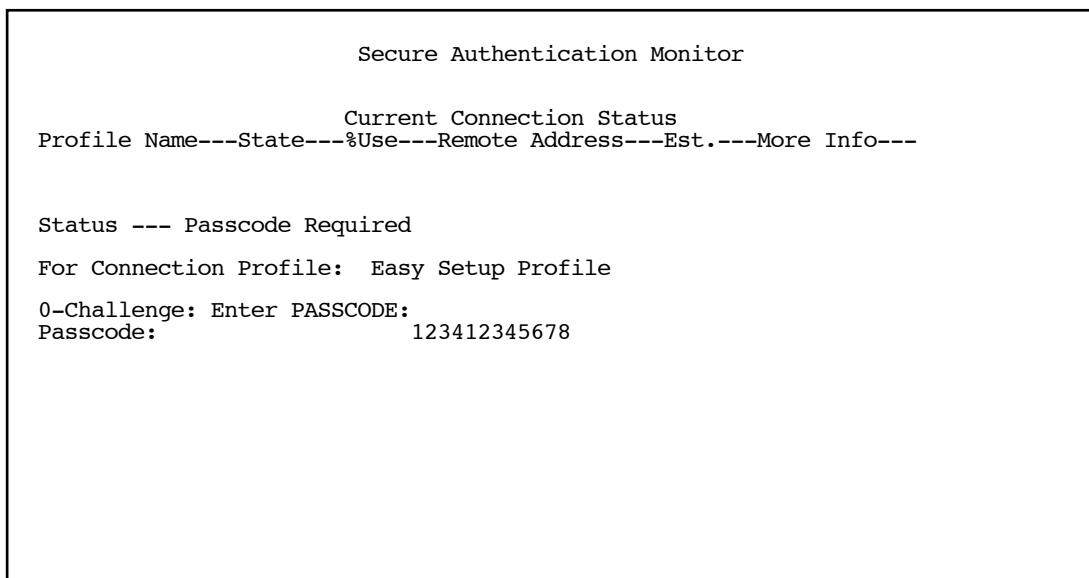 Secure Authentication Monitor
Current Connection Status
Profile Name---State---%Use---Remote Address---Est.---More Info---
Status --- Passcode Required
For Connection Profile:  Easy Setup Profile
0-Challenge: Enter PASSCODE:
Passcode:                   123412345678